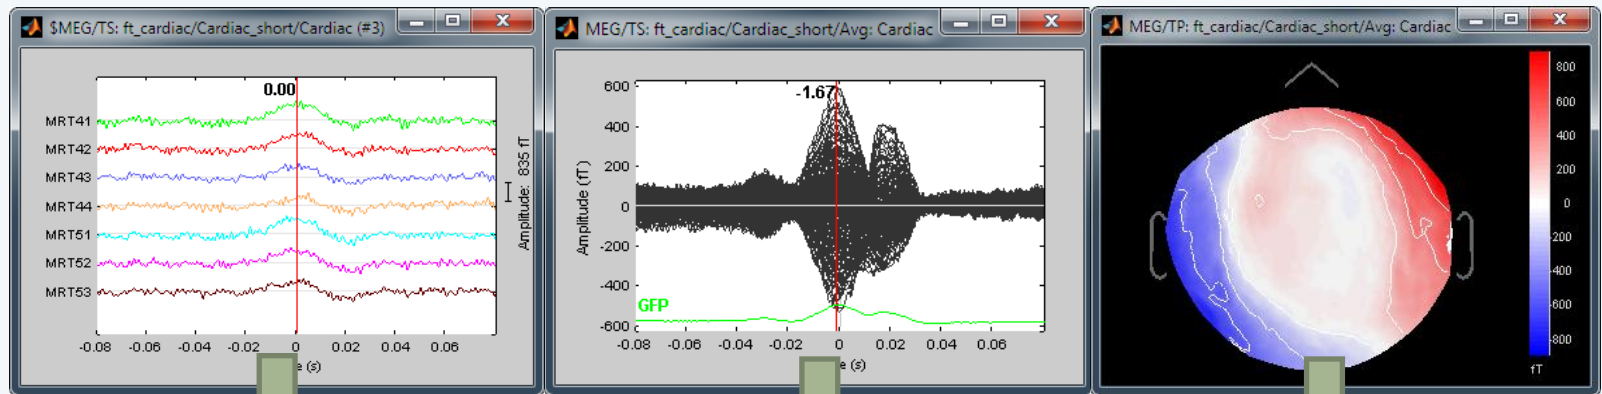 $MEG/TS: ft_cardiac/Cardiac_short/Cardiac (#3)
0.00
MRT41
MRT42
MRT43
MRT44
MRT51
MRT52
MRT53
Amplitude: 835 fT
-0.08 -0.06 -0.04 -0.02 0 0.02 0.04 0.06
e (s)
MEG/TS: ft_cardiac/Cardiac_short/Avg: Cardiac
-1.67
Amplitude (fT)
600
400
200
0
-200
-400
-600
GFP
-0.08 -0.06 -0.04 -0.02 0 0.02 0.04 0.06
e (s)
MEG/TP: ft_cardiac/Cardiac_short/Avg: Cardiac
800
600
400
200
0
200
400
-600
-800
fT